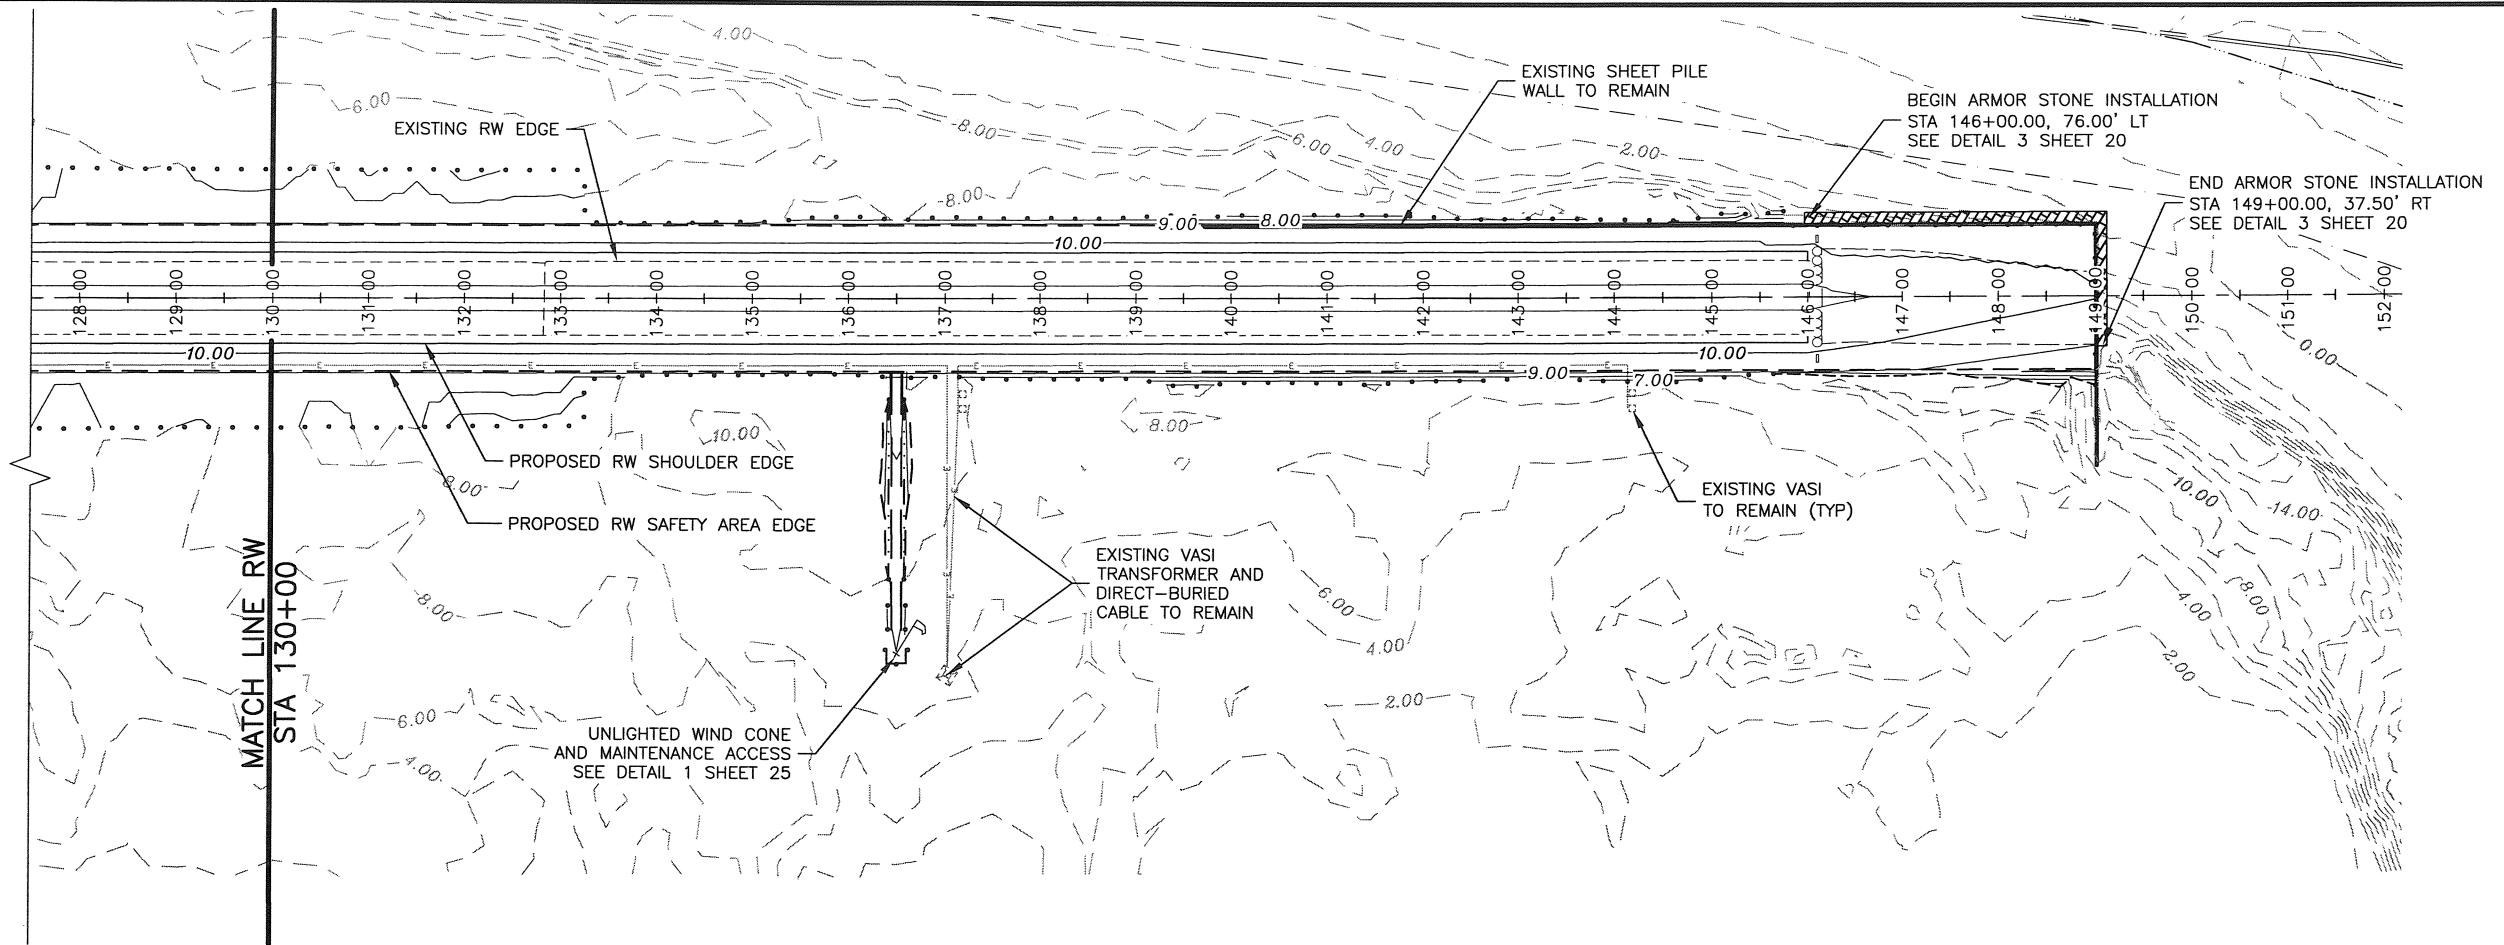 4.00
6.00
EXISTING RW EDGE
8.00
EXISTING SHEET PILE
WALL TO REMAIN
BEGIN ARMOR STONE INSTALLATION
STA 146+00.00, 76.00' LT
SEE DETAIL 3 SHEET 20
END ARMOR STONE INSTALLATION
STA 149+00.00, 37.50' RT
SEE DETAIL 3 SHEET 20
6.00
4.00
2.00
8.00
9.00
8.00
10.00
128+00
129+00
130+00
131+00
132+00
133+00
134+00
135+00
136+00
137+00
138+00
139+00
140+00
141+00
142+00
143+00
144+00
145+00
146+00
147+00
148+00
149+00
150+00
151+00
152+00
0.00
10.00
10.00
E E E E E E E E E E E
9.00
7.00
10.00
8.00
PROPOSED RW SHOULDER EDGE
8.00
PROPOSED RW SAFETY AREA EDGE
EXISTING VASI
TO REMAIN (TYP)
10.00
14.00
EXISTING VASI
TRANSFORMER AND
DIRECT-BURIED
CABLE TO REMAIN
MATCH LINE RW
STA 130+00
8.00
6.00
4.00
4.00
8.00
2.00
2.00
6.00
4.00
UNLIGHTED WIND CONE
AND MAINTENANCE ACCESS
SEE DETAIL 1 SHEET 25